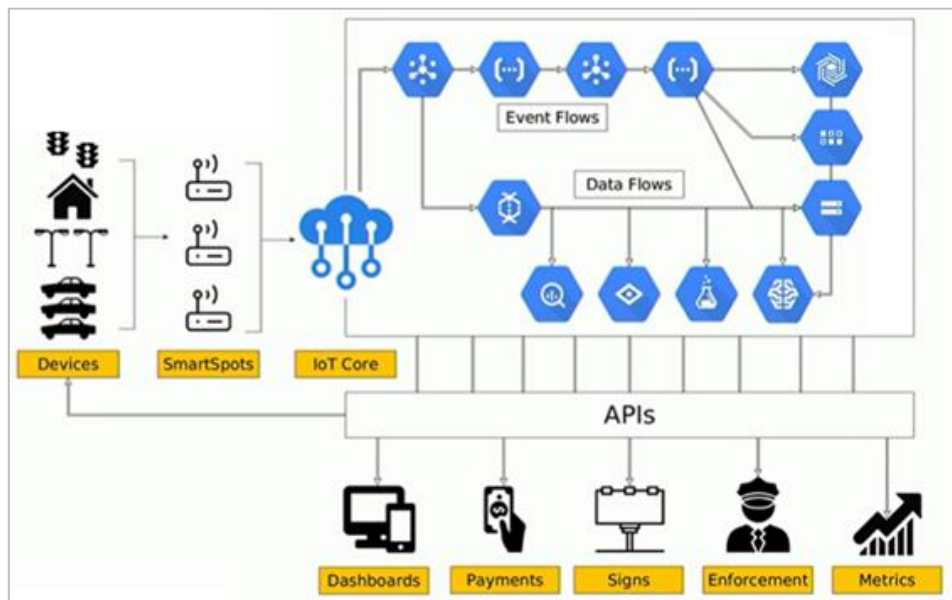 Event Flows
Data Flows
Devices
SmartSpots
IoT Core
APIs
Dashboards
Payments
Signs
Enforcement
Metrics